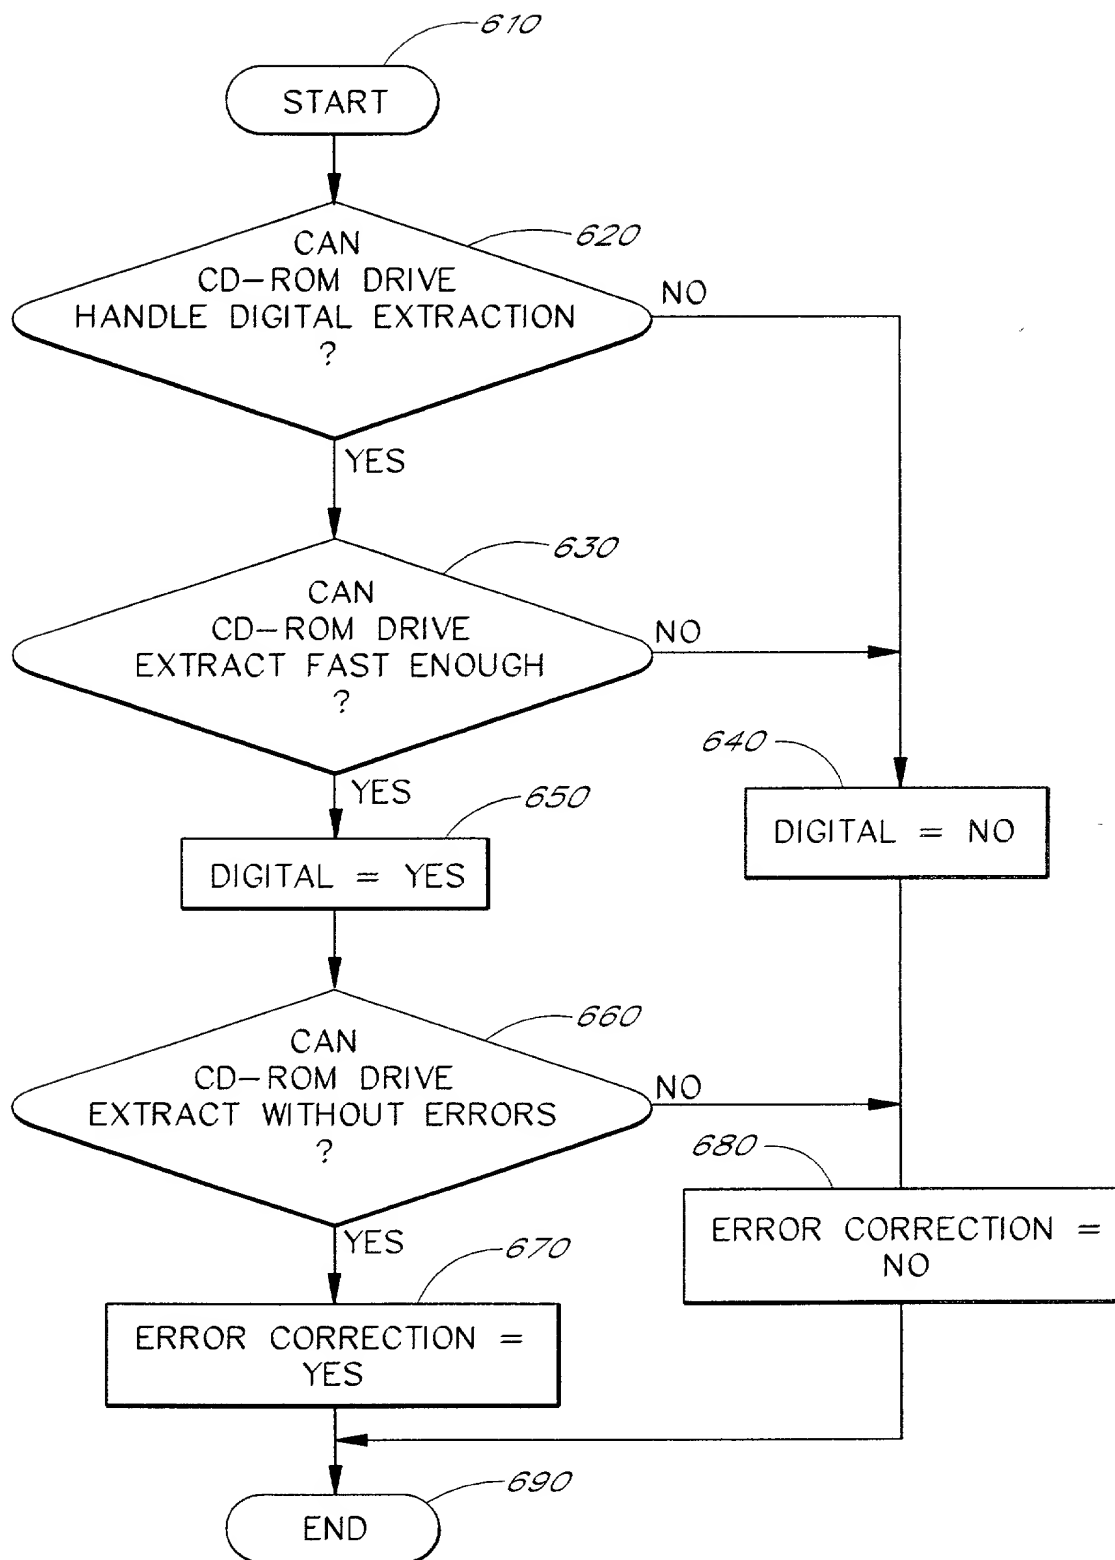 610
START
620
CAN
CD-ROM DRIVE
HANDLE DIGITAL EXTRACTION
?
NO
YES
630
CAN
CD-ROM DRIVE
EXTRACT FAST ENOUGH
?
NO
YES
640
DIGITAL = NO
650
DIGITAL = YES
660
CAN
CD-ROM DRIVE
EXTRACT WITHOUT ERRORS
?
NO
YES
670
ERROR CORRECTION =
YES
680
ERROR CORRECTION =
NO
690
END